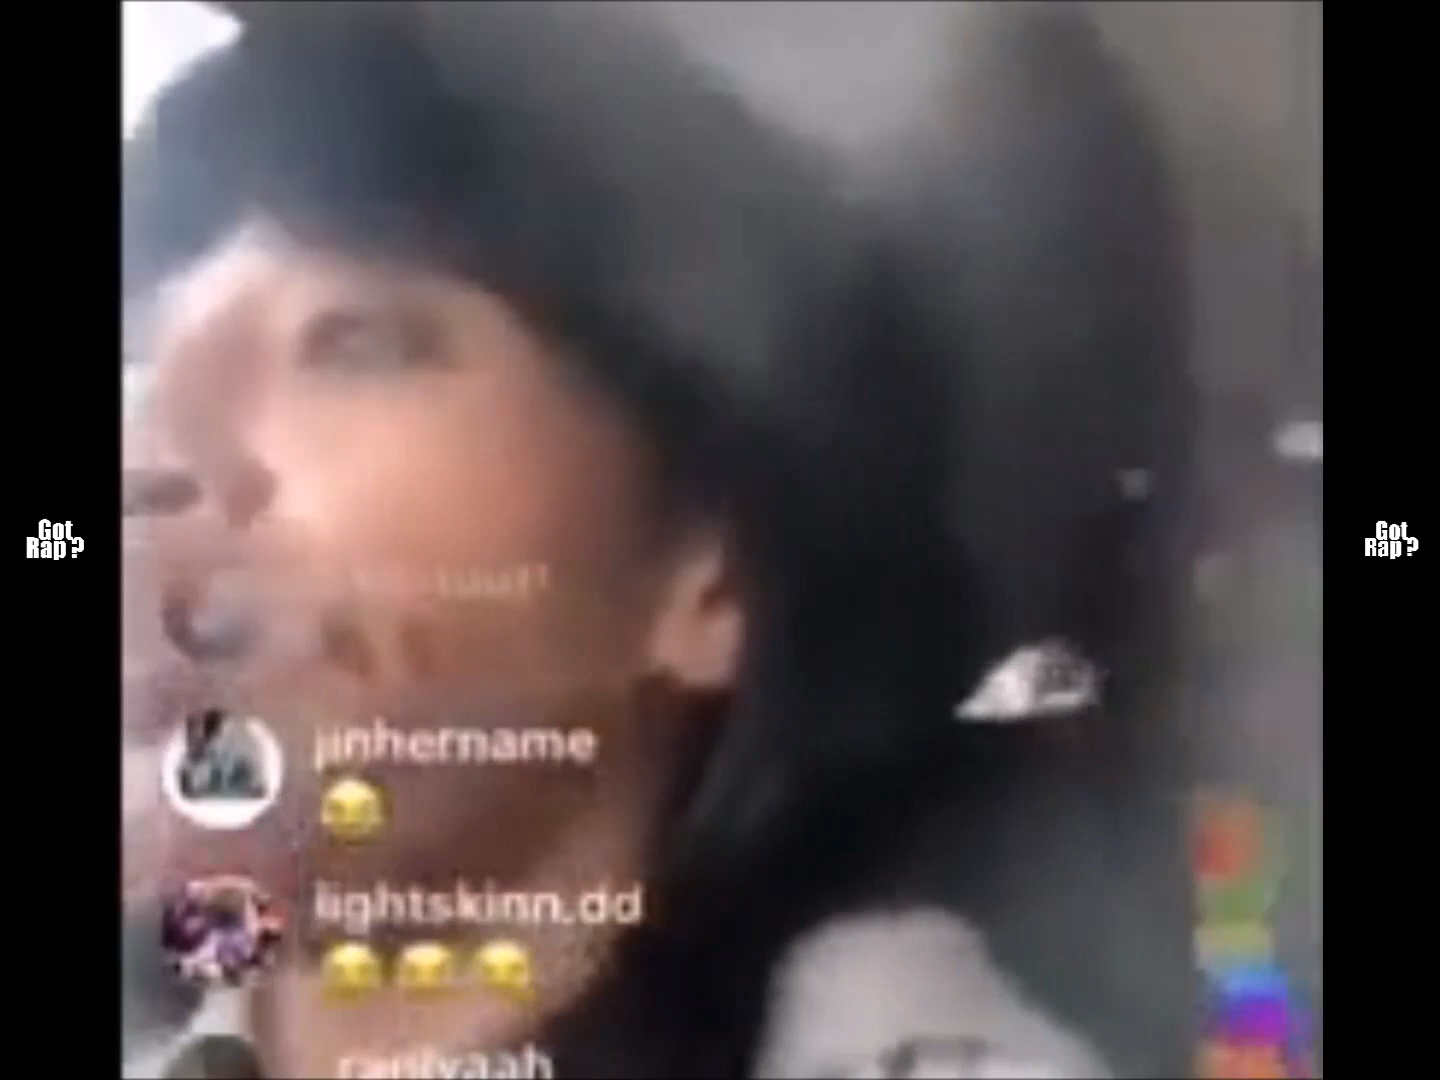 Got
Rap ?
Got
Rap ?
jinhername
😂
lightskinn.dd
😂😂😂